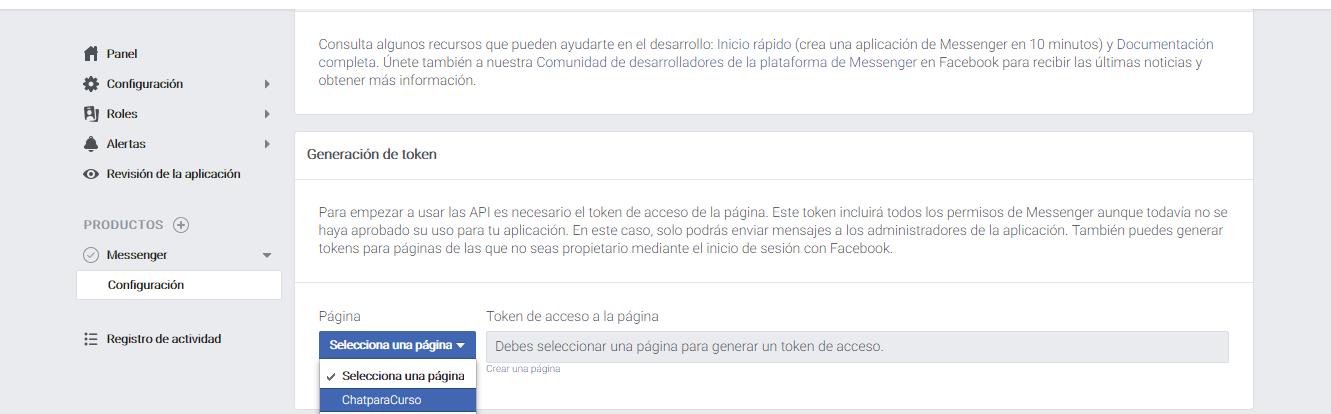 Panel
Configuración
Roles
Alertas
Revisión de la aplicación
PRODUCTOS
Messenger
Configuración
Registro de actividad
Consulta algunos recursos que pueden ayudarte en el desarrollo: Inicio rápido (crea una aplicación de Messenger en 10 minutos) y Documentación
completa. Únete también a nuestra Comunidad de desarrolladores de la plataforma de Messenger en Facebook para recibir las últimas noticias y
obtener más información.
Generación de token
Para empezar a usar las API es necesario el token de acceso de la página. Este token incluirá todos los permisos de Messenger aunque todavía no se
haya aprobado su uso para tu aplicación. En este caso, solo podrás enviar mensajes a los administradores de la aplicación. También puedes generar
tokens para páginas de las que no seas propietario mediante el inicio de sesión con Facebook.
Página
Selecciona una página
Selecciona una página
ChatparaCurso
Token de acceso a la página
Debes seleccionar una página para generar un token de acceso.
Crear una página